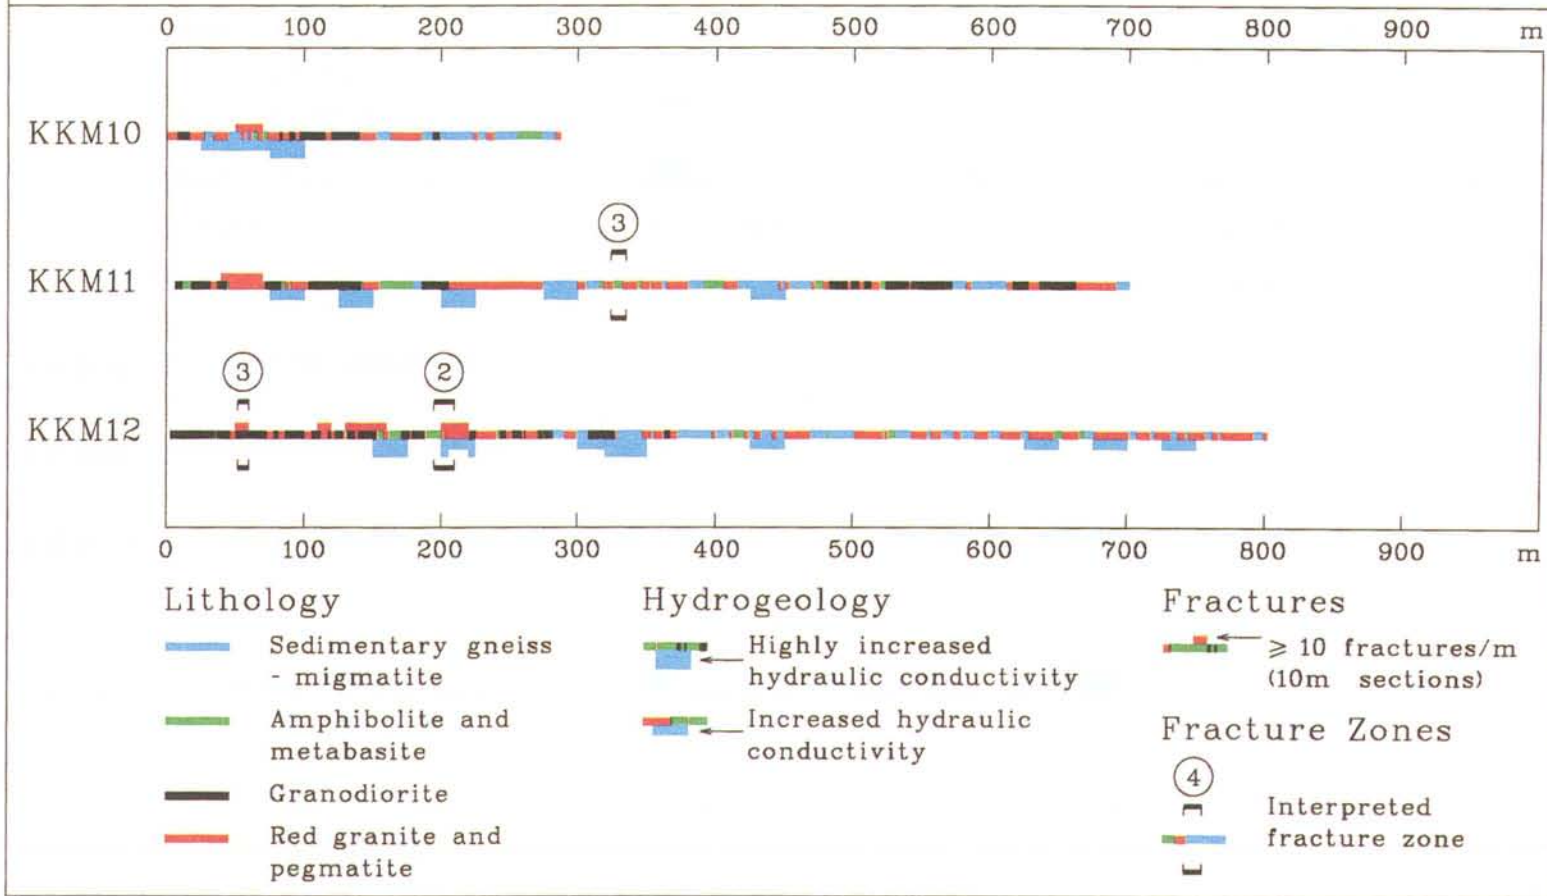 0 100 200 300 400 500 600 700 800 900 m
KKM10
3
KKM11
3 2
KKM12
0 100 200 300 400 500 600 700 800 900 m
Lithology
Sedimentary gneiss
- migmatite
Amphibolite and
metabasite
Granodiorite
Red granite and
pegmatite
Hydrogeology
Highly increased
hydraulic conductivity
Increased hydraulic
conductivity
Fractures
⩾ 10 fractures/m
(10m sections)
Fracture Zones
4
Interpreted
fracture zone